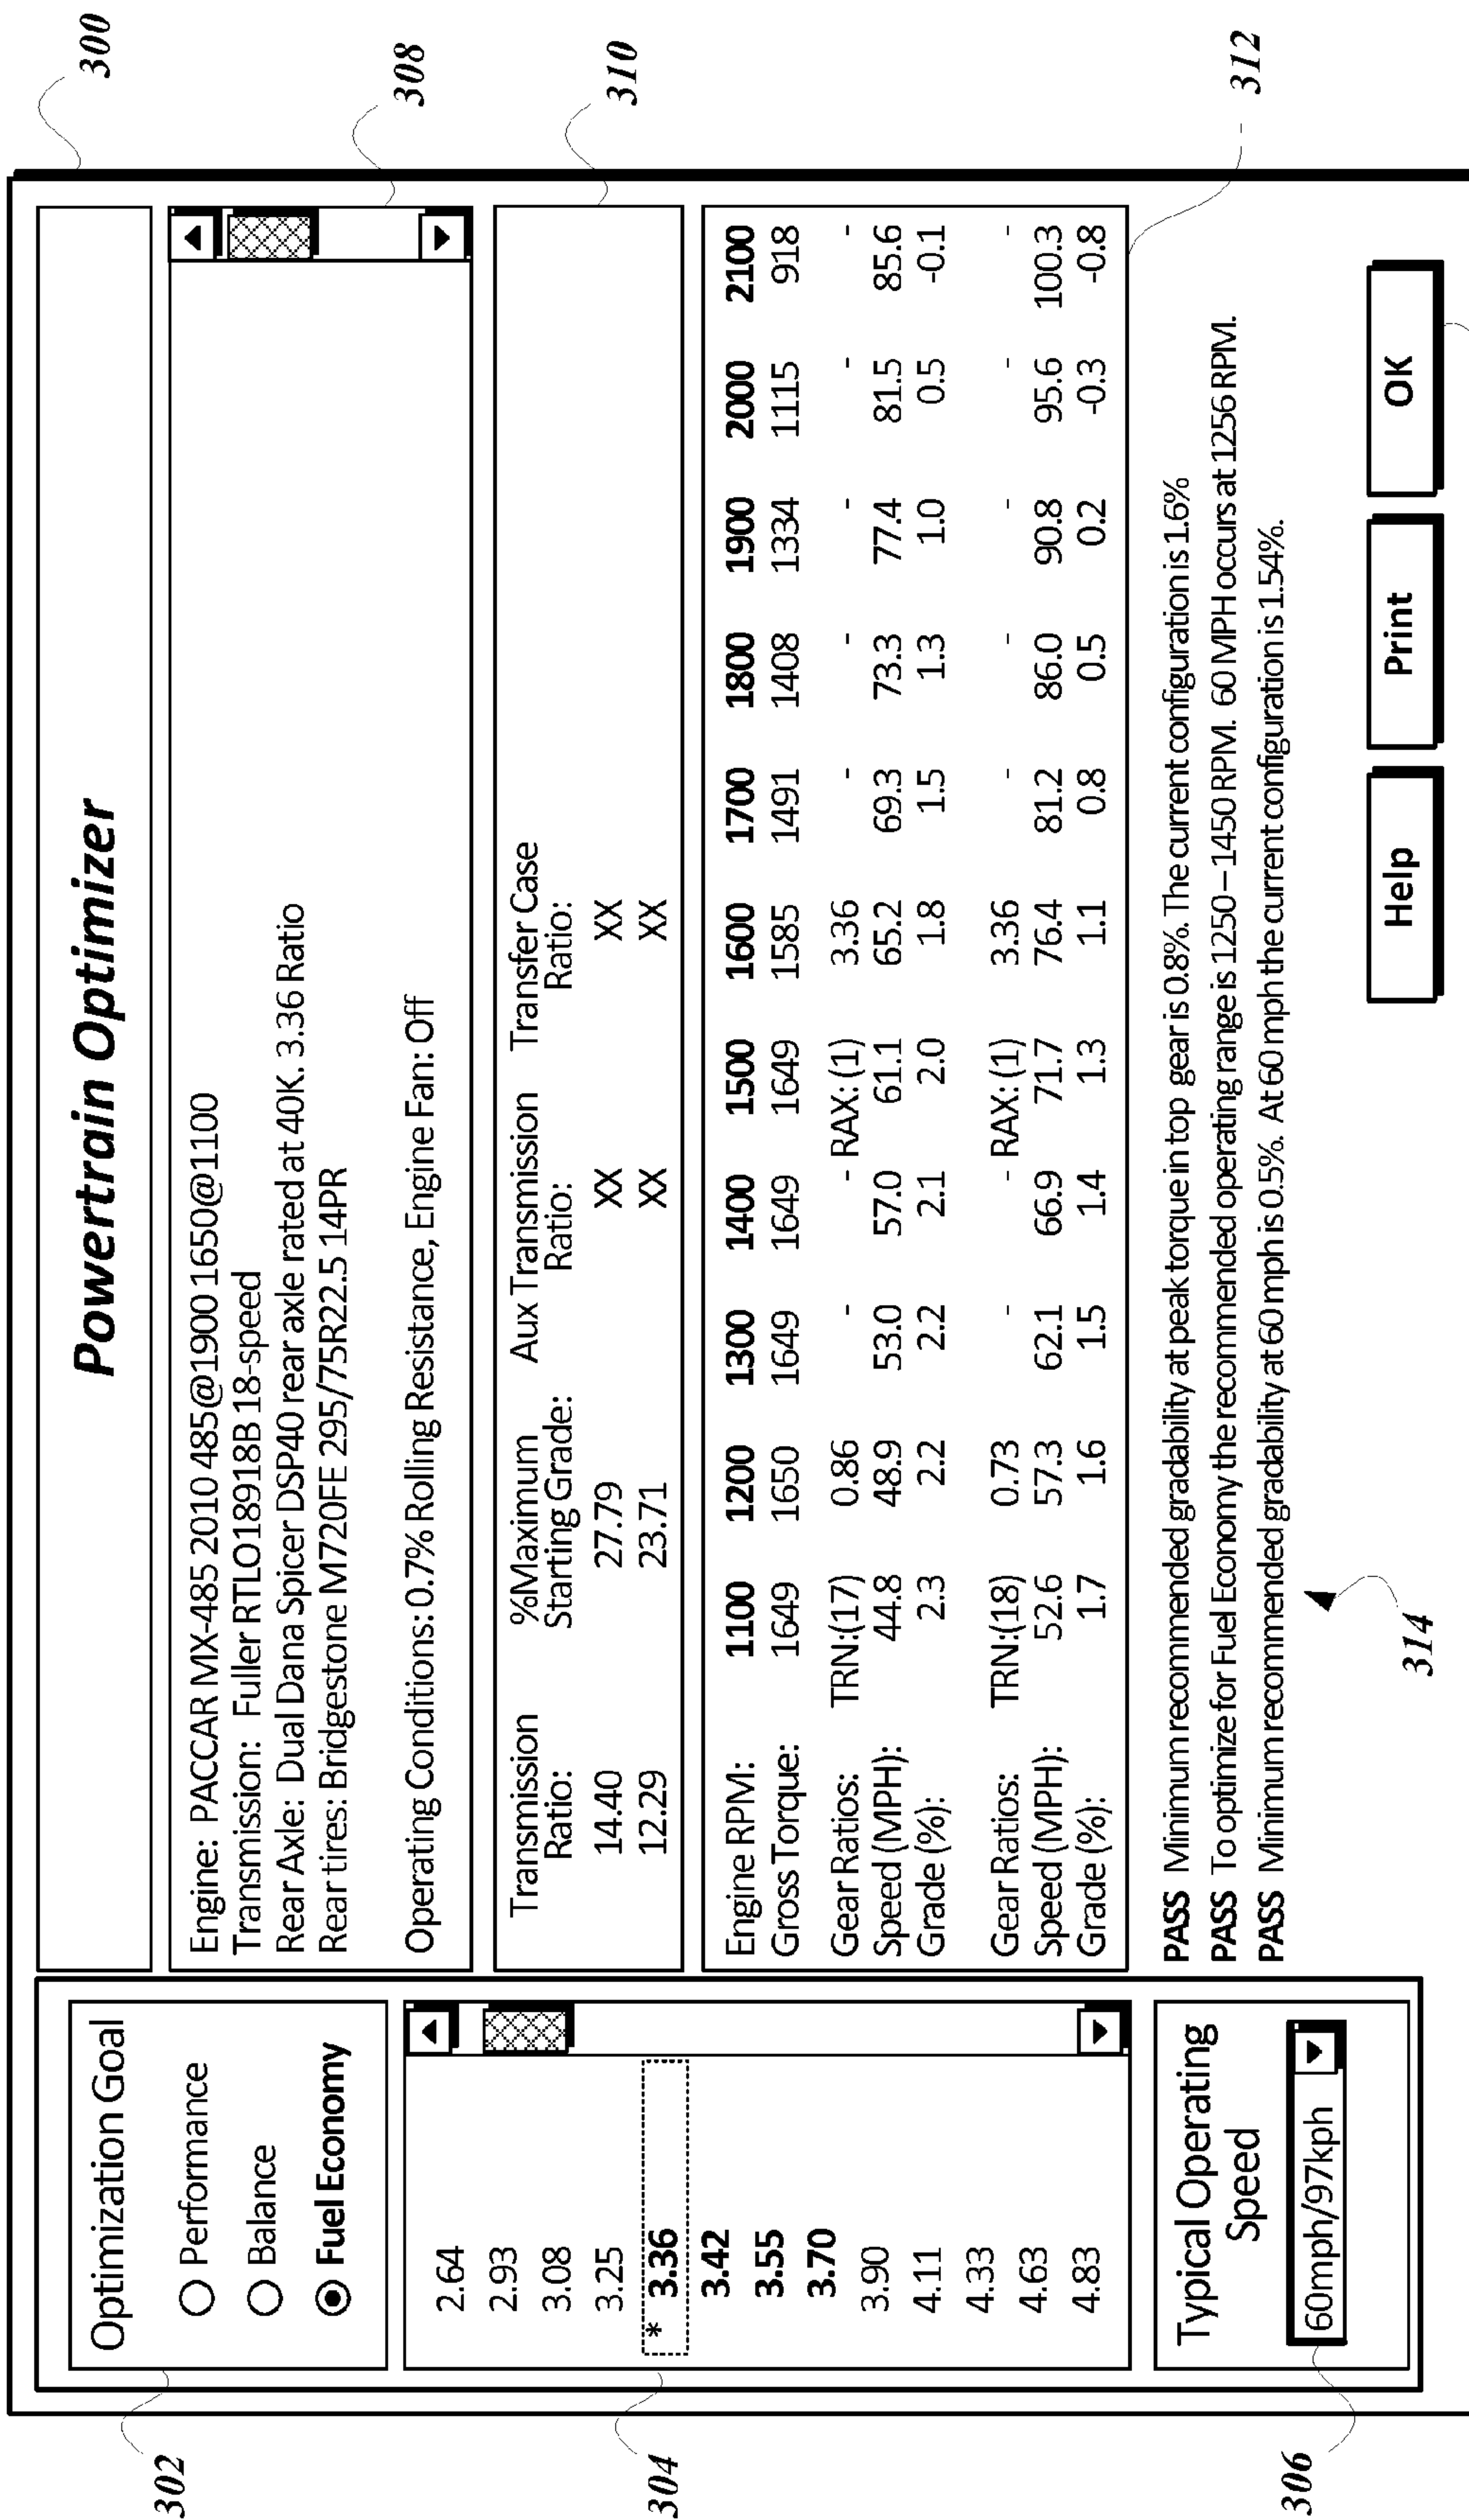 Powertrain Optimizer
300
302
Optimization Goal
Performance
Balance
Fuel Economy
304
2.64
2.93
3.08
3.25
* 3.36
3.42
3.55
3.70
3.90
4.11
4.33
4.63
4.83
306
Typical Operating
Speed
60mph/97kph
308
Engine: PACCAR MX-485 2010 485@1900 1650@1100
Transmission: Fuller RTLO18918B 18-speed
Rear Axle: Dual Dana Spicer DSP40 rear axle rated at 40K. 3.36 Ratio
Rear tires: Bridgestone M720FE 295/75R22.5 14PR
Operating Conditions: 0.7% Rolling Resistance, Engine Fan: Off
310
Transmission %Maximum Aux Transmission Transfer Case
Ratio: Starting Grade: Ratio: Ratio:
14.40 27.79 XX XX
12.29 23.71 XX XX
312
Engine RPM: 1100 1200 1300 1400 1500 1600 1700 1800 1900 2000 2100
Gross Torque: 1649 1650 1649 1649 1649 1585 1491 1408 1334 1115 918
Gear Ratios: TRN:(17) 0.86 - - RAX: (1) 3.36 - - - - -
Speed (MPH): 44.8 48.9 53.0 57.0 61.1 65.2 69.3 73.3 77.4 81.5 85.6
Grade (%): 2.3 2.2 2.2 2.1 2.0 1.8 1.5 1.3 1.0 0.5 -0.1
Gear Ratios: TRN:(18) 0.73 - - RAX: (1) 3.36 - - - - -
Speed (MPH): 52.6 57.3 62.1 66.9 71.7 76.4 81.2 86.0 90.8 95.6 100.3
Grade (%): 1.7 1.6 1.5 1.4 1.3 1.1 0.8 0.5 0.2 -0.3 -0.8
PASS Minimum recommended gradability at peak torque in top gear is 0.8%. The current configuration is 1.6%
PASS To optimize for Fuel Economy the recommended operating range is 1250 – 1450 RPM. 60 MPH occurs at 1256 RPM.
PASS Minimum recommended gradability at 60 mph is 0.5%. At 60 mph the current configuration is 1.54%.
314
Help Print OK